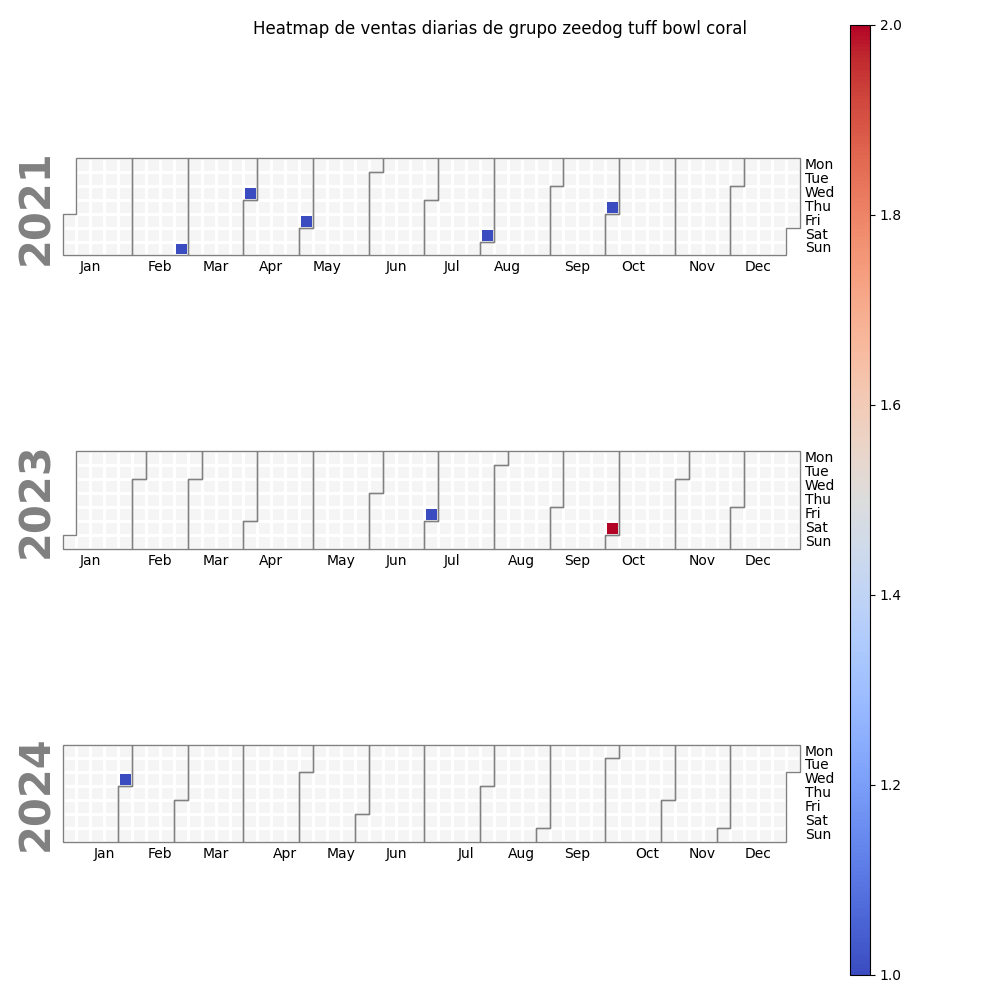 Heatmap de ventas diarias de grupo zeedog tuff bowl coral
2021
Mon
Tue
Wed
Thu
Fri
Sat
Sun
Jan Feb Mar Apr May Jun Jul Aug Sep Oct Nov Dec
2023
Mon
Tue
Wed
Thu
Fri
Sat
Sun
Jan Feb Mar Apr May Jun Jul Aug Sep Oct Nov Dec
2024
Mon
Tue
Wed
Thu
Fri
Sat
Sun
Jan Feb Mar Apr May Jun Jul Aug Sep Oct Nov Dec
2.0
1.8
1.6
1.4
1.2
1.0